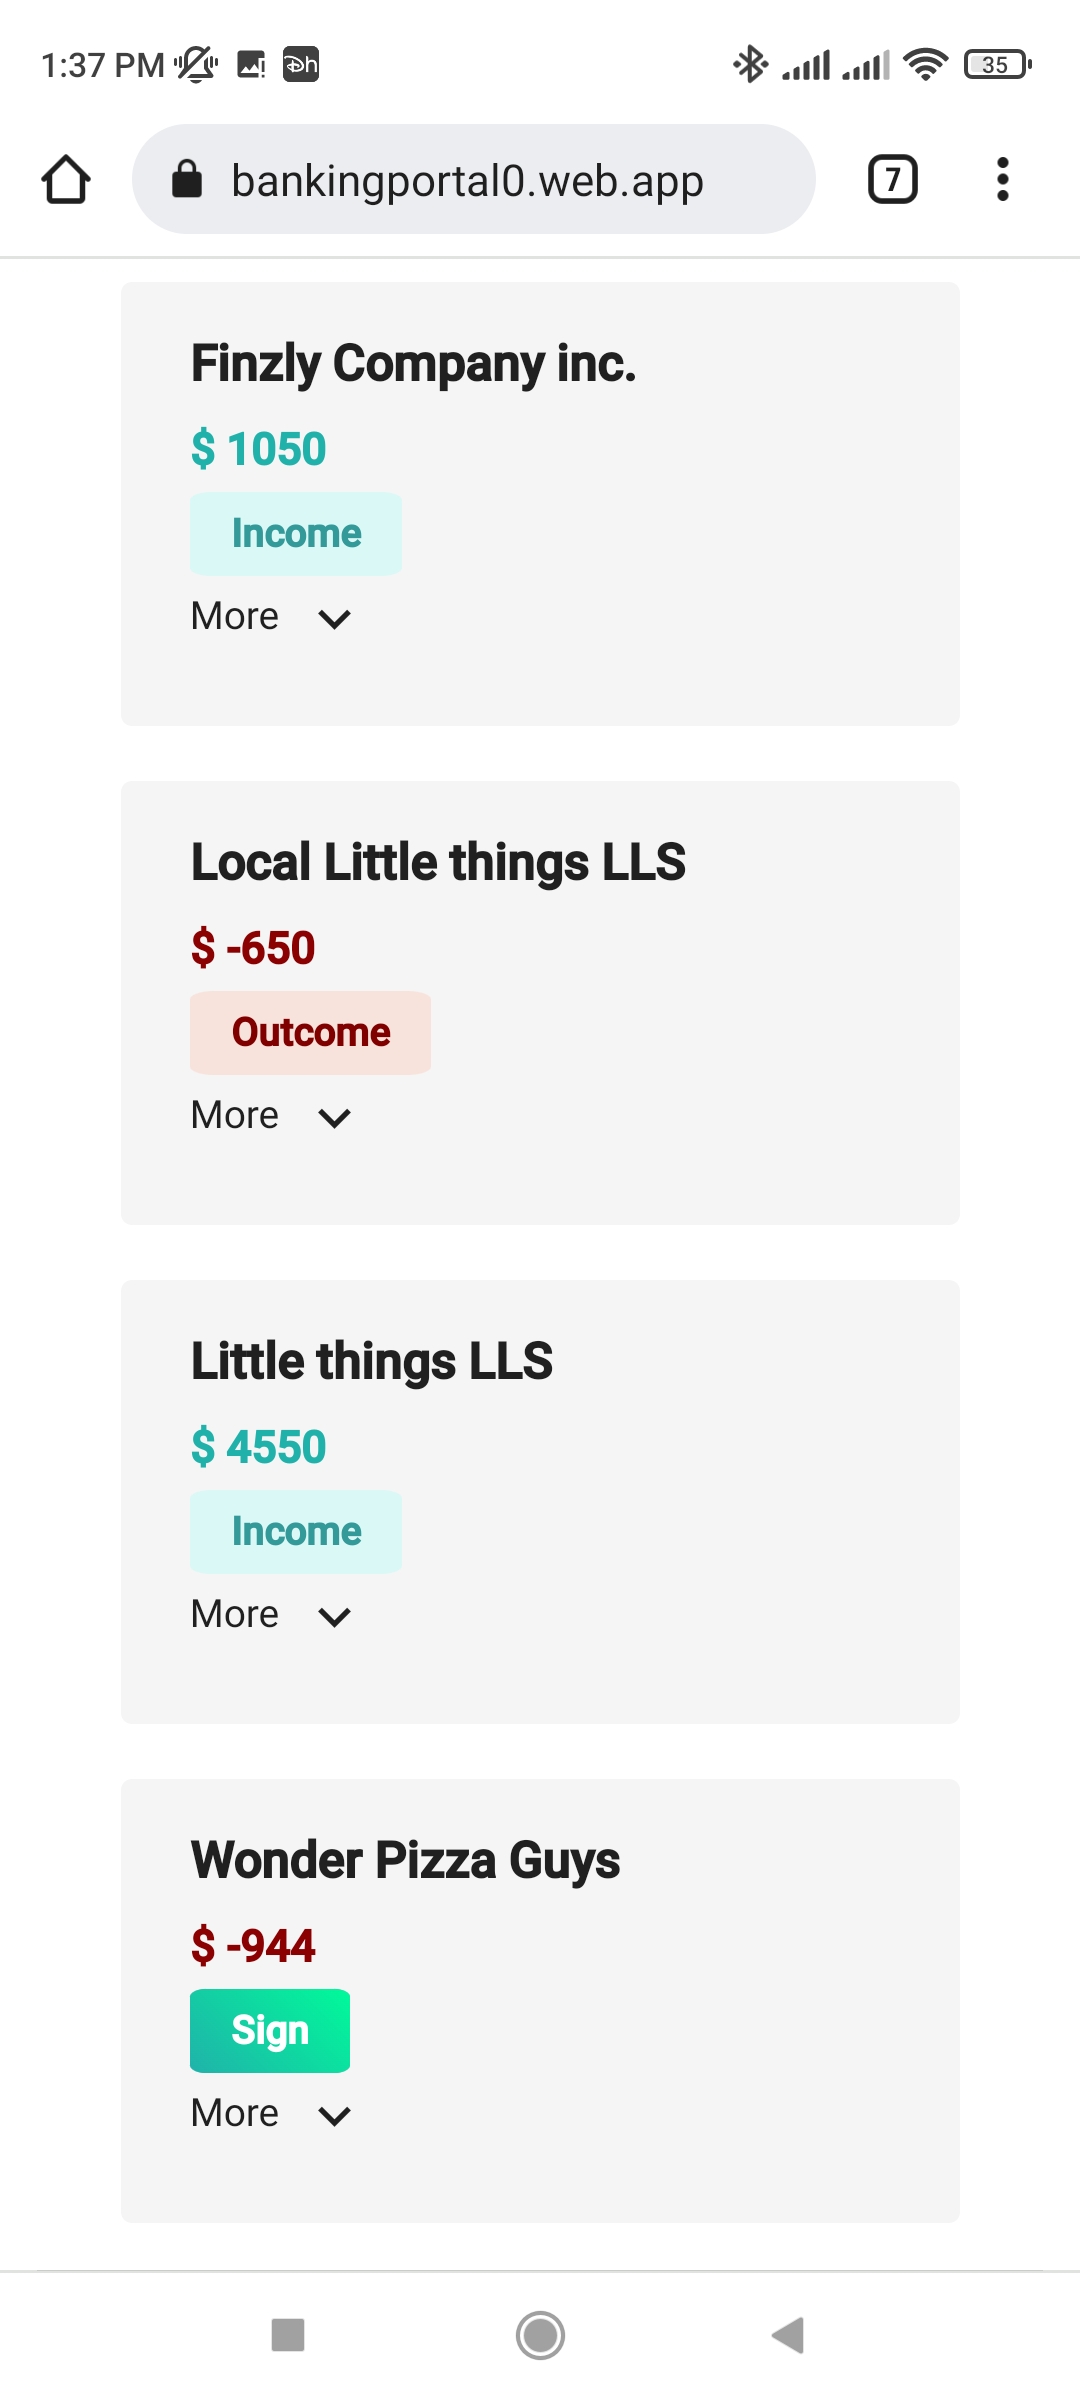 1:37 PM
35
bankingportal0.web.app
7
Finzly Company inc.
$ 1050
Income
More
Local Little things LLS
$ -650
Outcome
More
Little things LLS
$ 4550
Income
More
Wonder Pizza Guys
$ -944
Sign
More